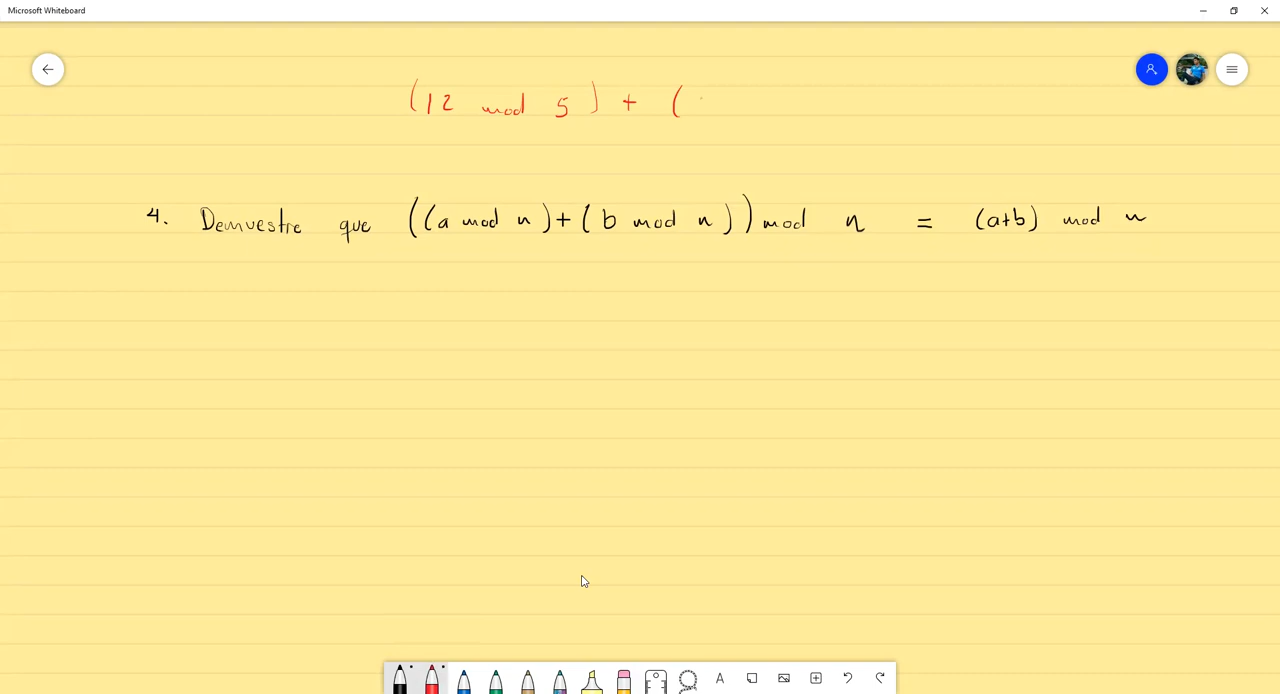 Microsoft Whiteboard
(12 mod 5) + (
4. Demuestre que ((a mod n)+(b mod n)) mod n = (a+b) mod n
A